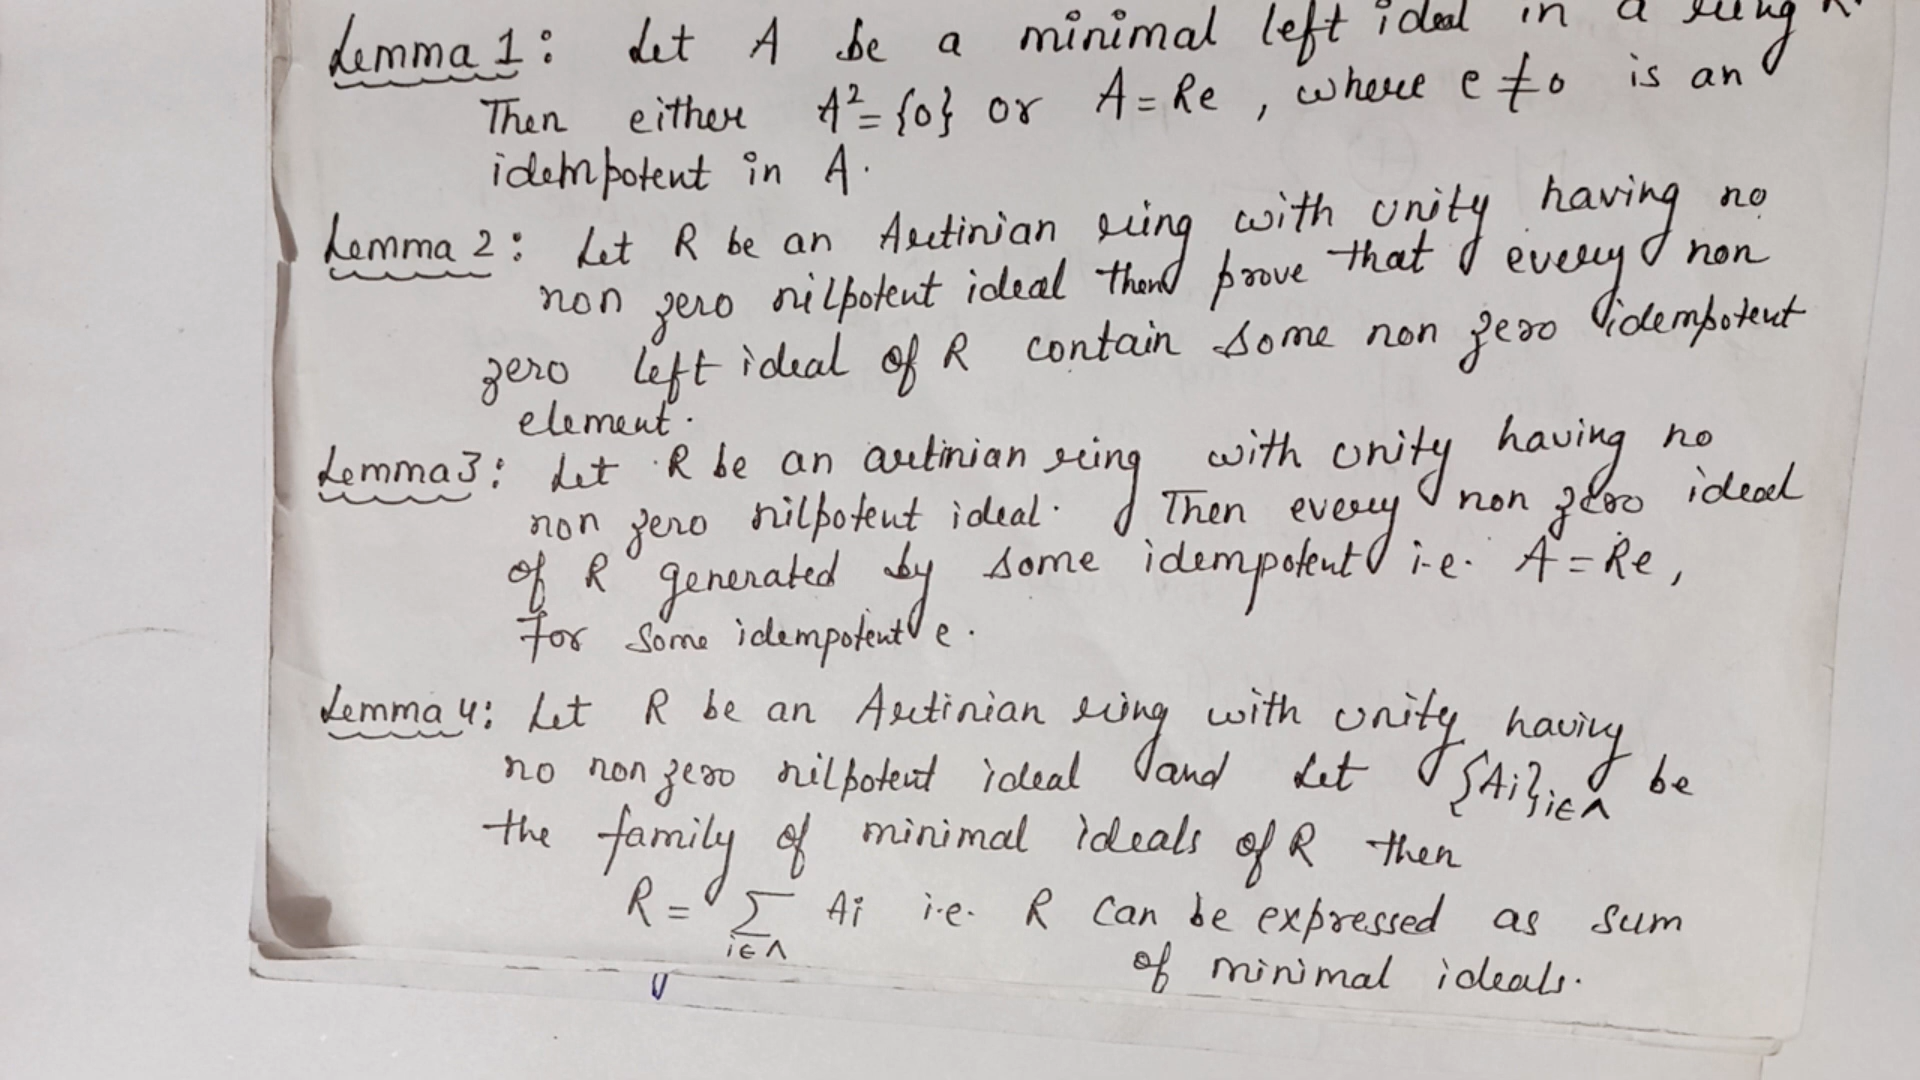 Lemma 1: Let A be a minimal left ideal in a ring R.
Then either A² = {0} or A = Re, where e ≠ 0 is an
idempotent in A.
Lemma 2: Let R be an Artinian ring with unity having no
non zero nilpotent ideal then prove that every non
zero left ideal of R contain some non zero idempotent
element.
Lemma 3: Let R be an artinian ring with unity having no
non zero nilpotent ideal. Then every non zero ideal
of R generated by some idempotent i.e. A = Re,
for some idempotent e.
Lemma 4: Let R be an Artinian ring with unity having
no non zero nilpotent ideal and let {Ai}i∈Λ be
the family of minimal ideals of R then
R = Σ i∈Λ Ai i.e. R can be expressed as sum
of minimal ideals.